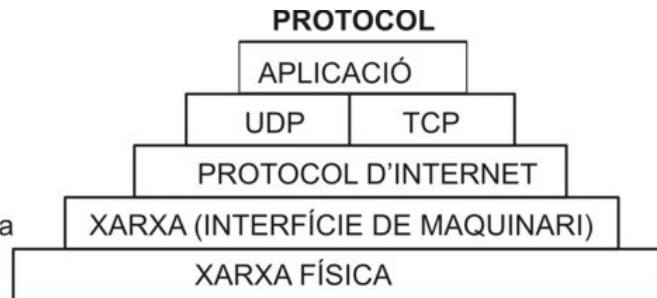 PROTOCOL
APLICACIÓ
UDP TCP
PROTOCOL D'INTERNET
a XARXA (INTERFÍCIE DE MAQUINARI)
XARXA FÍSICA